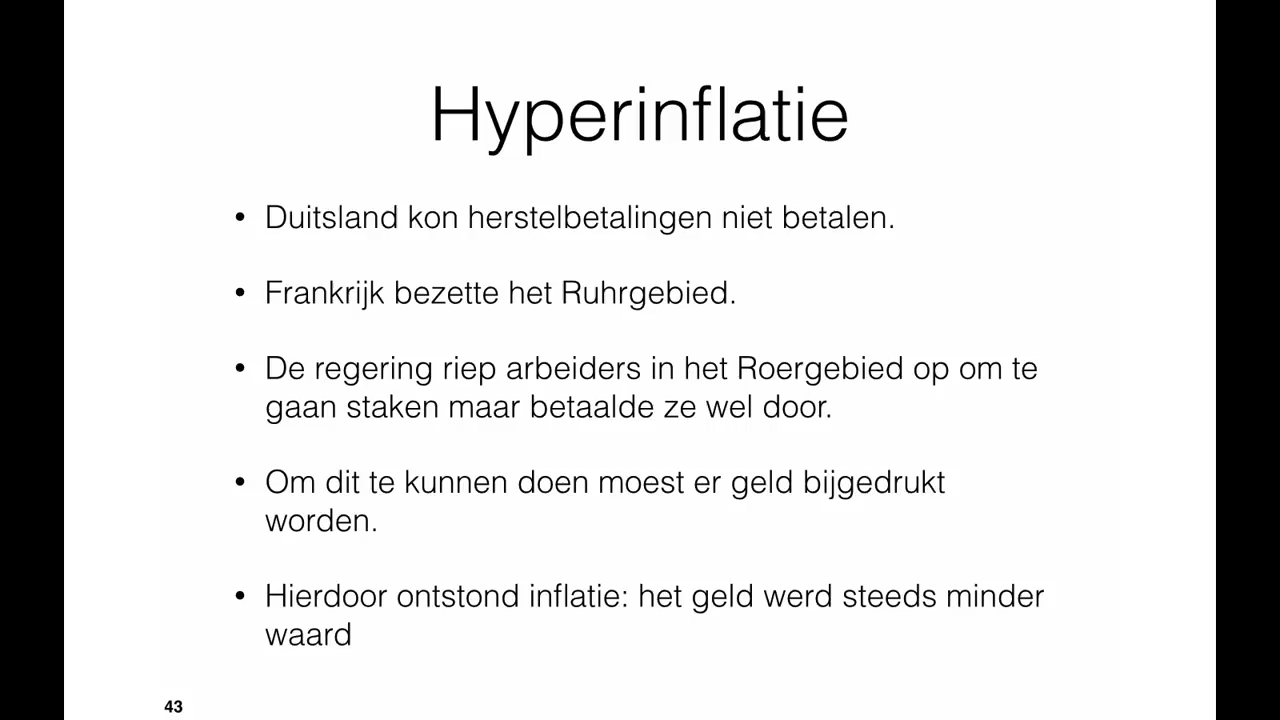 Hyperinflatie
• Duitsland kon herstelbetalingen niet betalen.
• Frankrijk bezette het Ruhrgebied.
• De regering riep arbeiders in het Roergebied op om te
gaan staken maar betaalde ze wel door.
• Om dit te kunnen doen moest er geld bijgedrukt
worden.
• Hierdoor ontstond inflatie: het geld werd steeds minder
waard
43